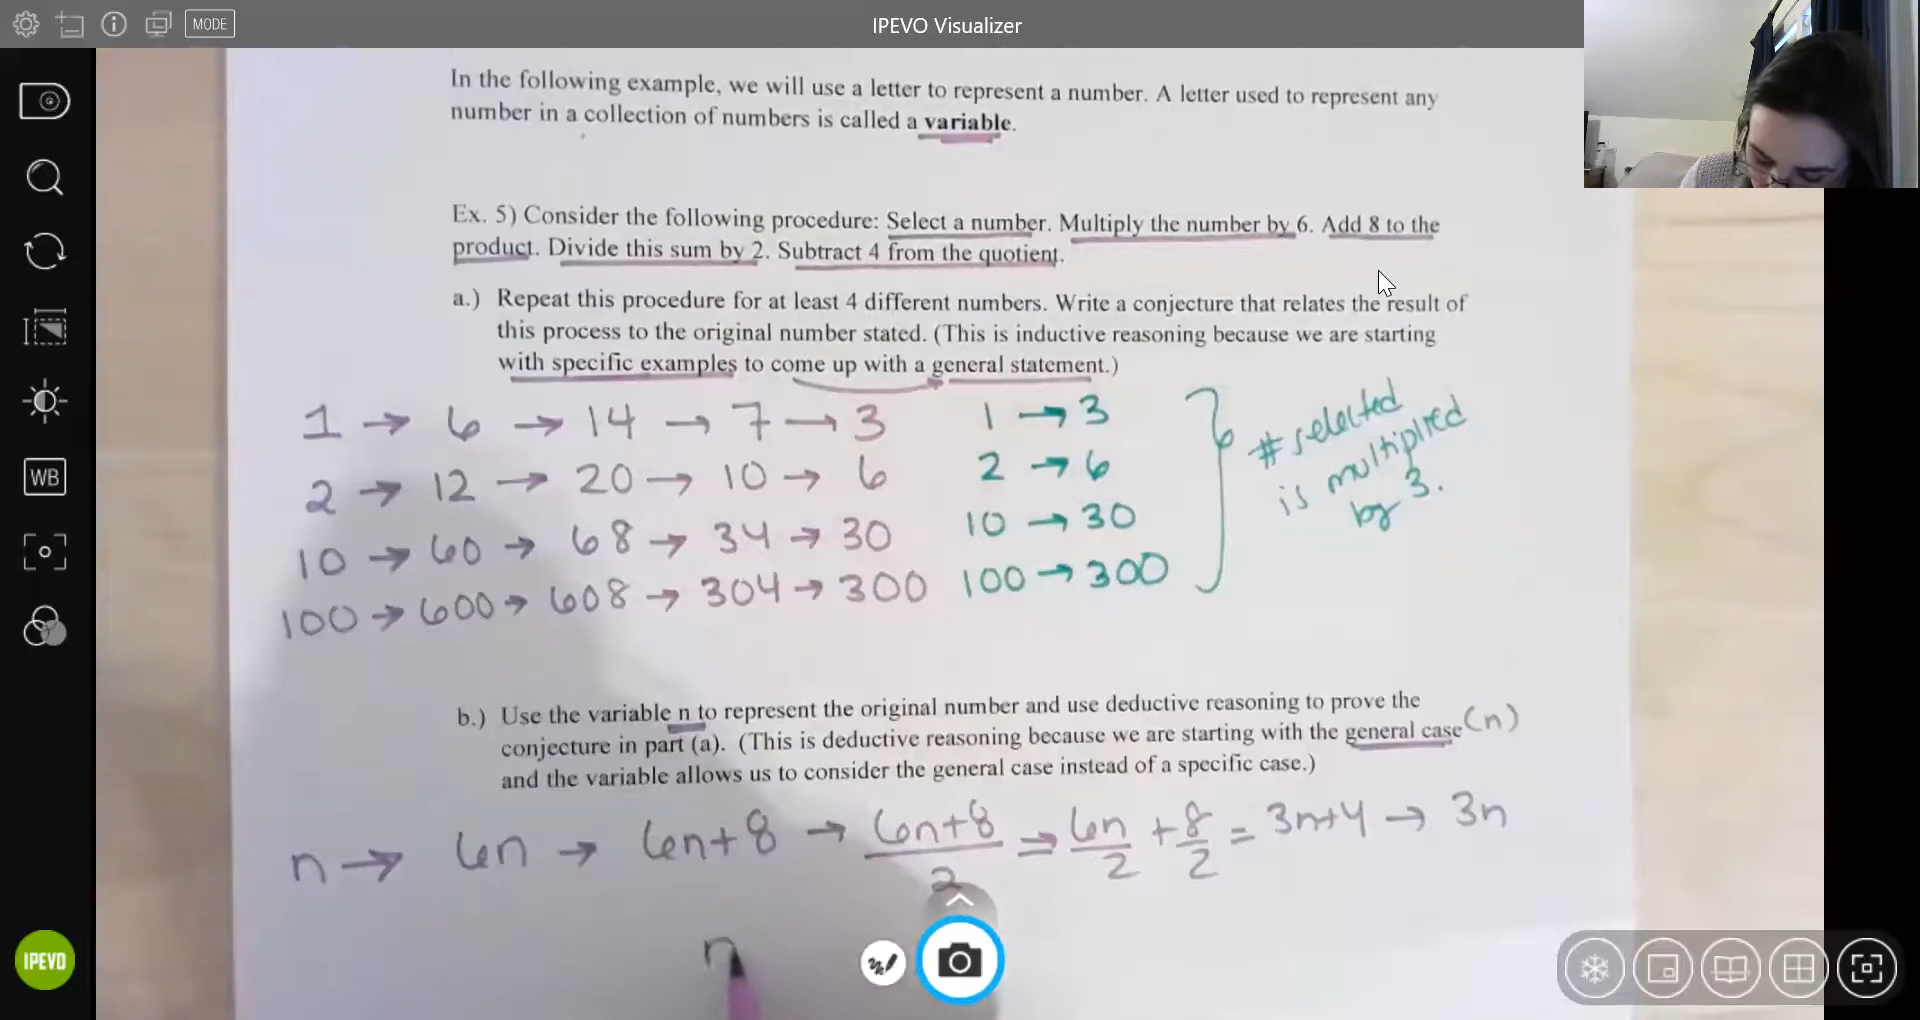 MODE
IPEVO Visualizer
In the following example, we will use a letter to represent a number. A letter used to represent any
number in a collection of numbers is called a variable.
Ex. 5) Consider the following procedure: Select a number. Multiply the number by 6. Add 8 to the
product. Divide this sum by 2. Subtract 4 from the quotient.
a.) Repeat this procedure for at least 4 different numbers. Write a conjecture that relates the result of
this process to the original number stated. (This is inductive reasoning because we are starting
with specific examples to come up with a general statement.)
1 → 6 → 14 → 7 → 3
2 → 12 → 20 → 10 → 6
10 → 60 → 68 → 34 → 30
100 → 600 → 608 → 304 → 300
1 → 3
2 → 6
10 → 30
100 → 300
# selected
is multiplied
by 3.
b.) Use the variable n to represent the original number and use deductive reasoning to prove the
conjecture in part (a). (This is deductive reasoning because we are starting with the general case (n)
and the variable allows us to consider the general case instead of a specific case.)
n → 6n → 6n+8 → (6n+8)/2 ⇒ 6n/2 + 8/2 = 3n+4 → 3n
n
WB
IPEVO